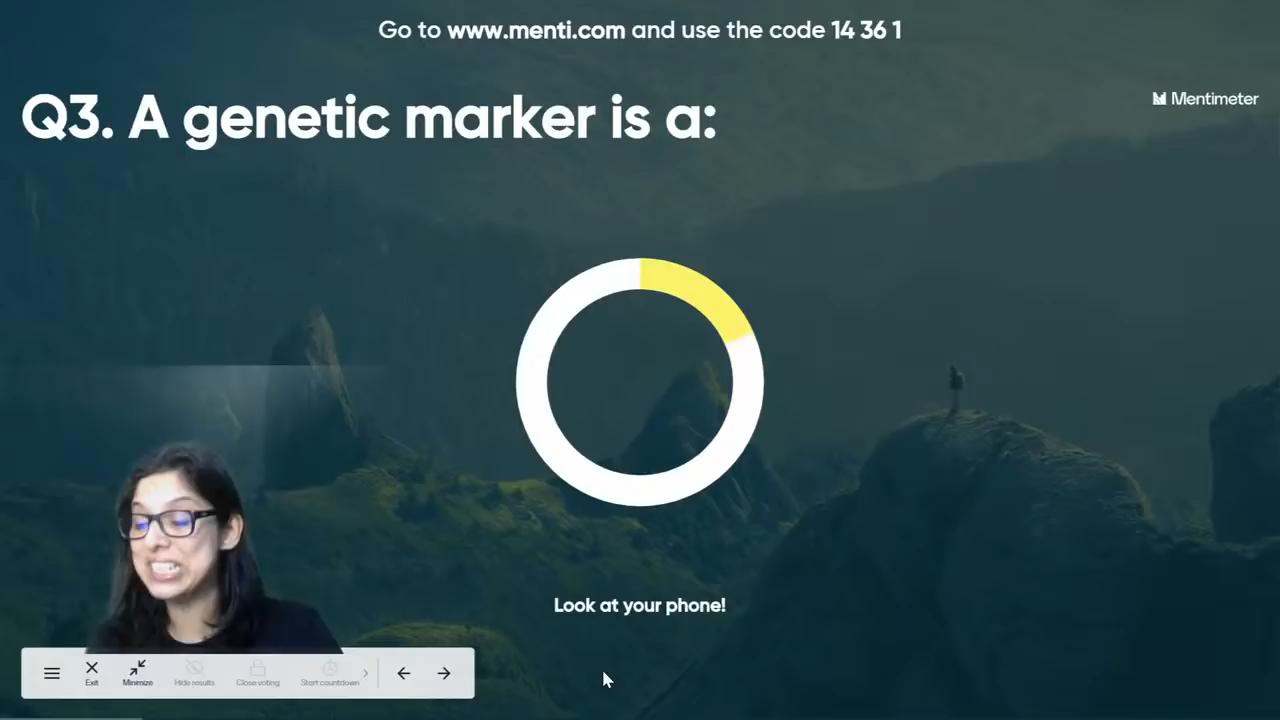 Go to www.menti.com and use the code 14 36 1
Q3. A genetic marker is a:
Mentimeter
Look at your phone!
Exit
Minimize
Hide results
Close voting
Start countdown